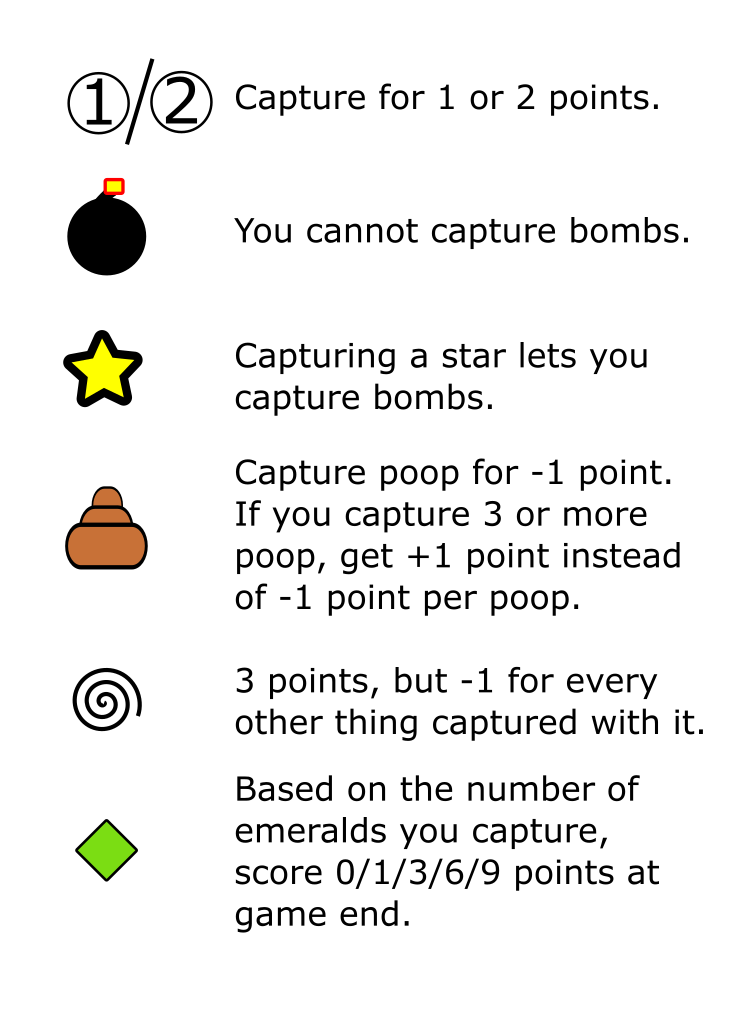 ①/② Capture for 1 or 2 points.
You cannot capture bombs.
Capturing a star lets you
capture bombs.
Capture poop for -1 point.
If you capture 3 or more
poop, get +1 point instead
of -1 point per poop.
3 points, but -1 for every
other thing captured with it.
Based on the number of
emeralds you capture,
score 0/1/3/6/9 points at
game end.